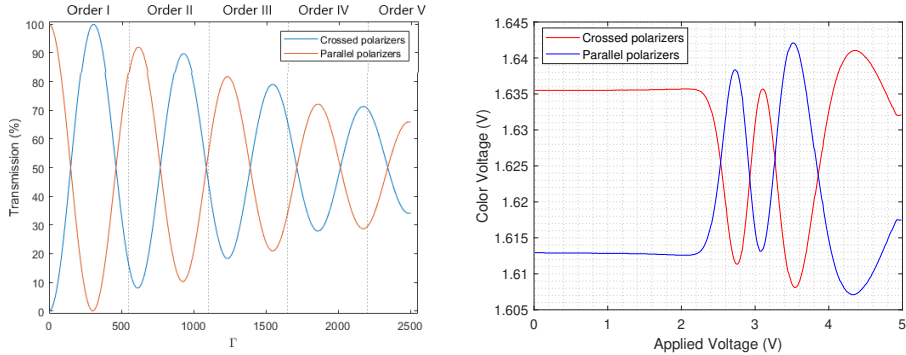 Order I Order II Order III Order IV Order V
100
90
80
70
60
50
40
30
20
10
0
Transmission (%)
Crossed polarizers
Parallel polarizers
0 500 1000 1500 2000 2500
Γ
1.645
1.64
1.635
1.63
1.625
1.62
1.615
1.61
1.605
Color Voltage (V)
Crossed polarizers
Parallel polarizers
0 1 2 3 4 5
Applied Voltage (V)